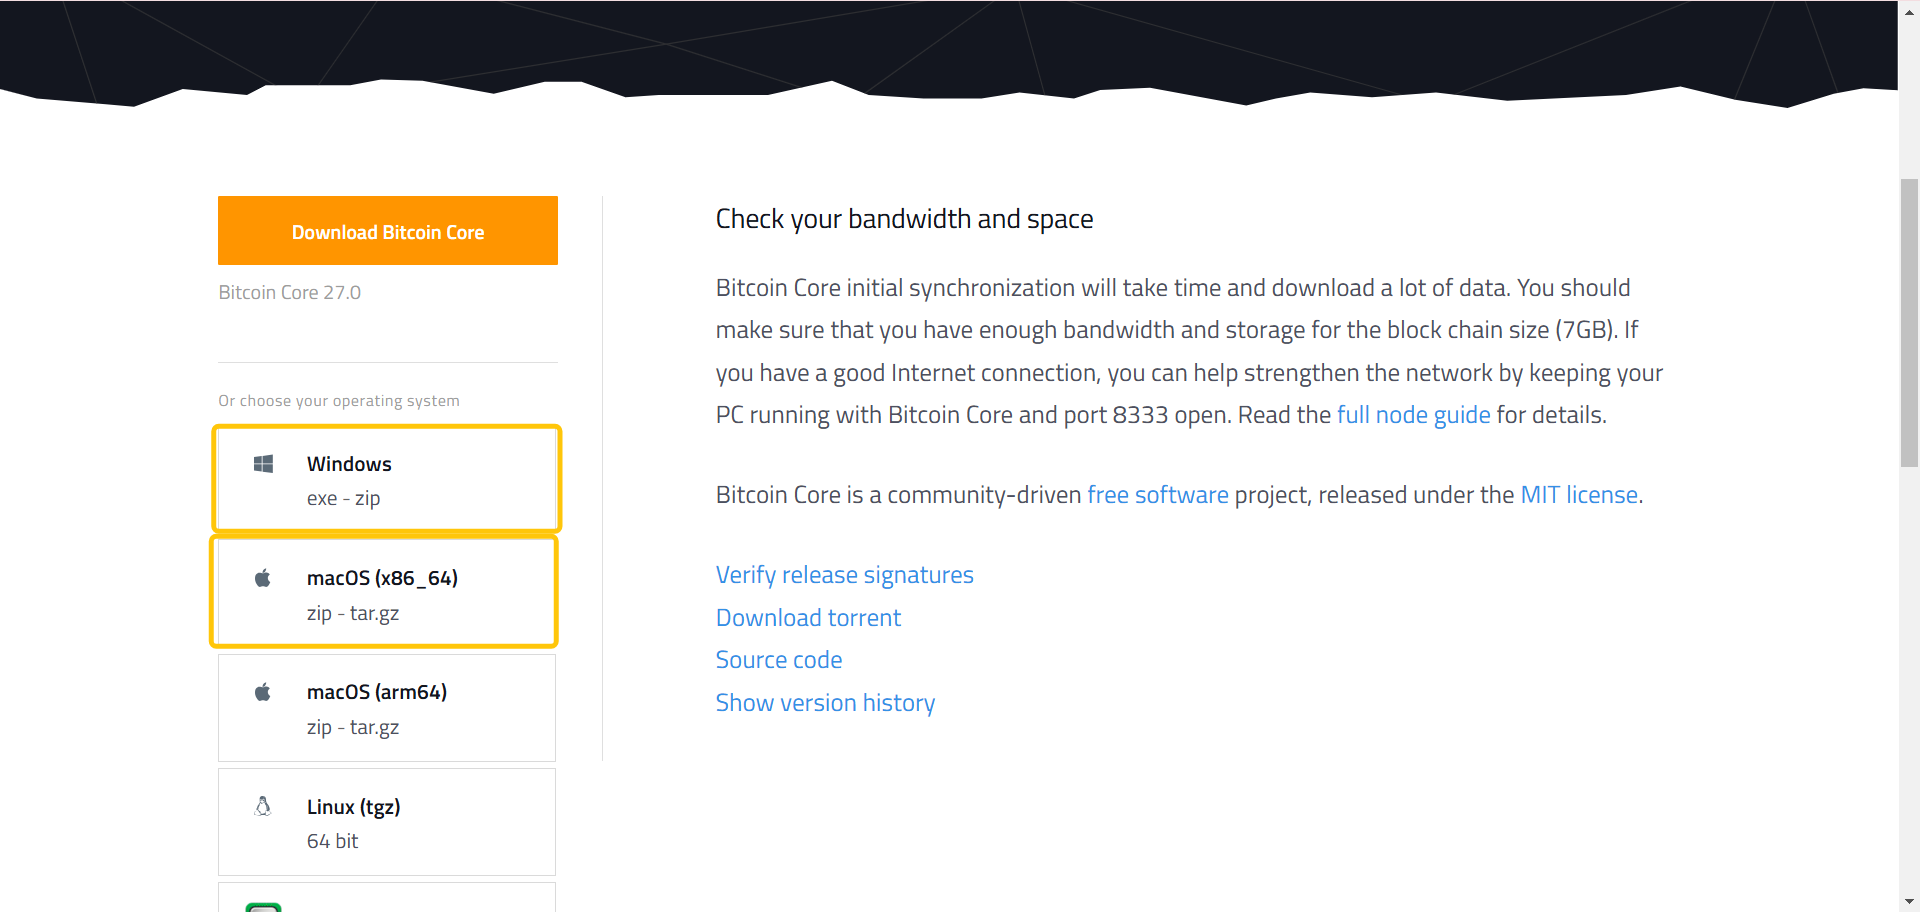 Download Bitcoin Core
Bitcoin Core 27.0
Or choose your operating system
Windows
exe - zip
macOS (x86_64)
zip - tar.gz
macOS (arm64)
zip - tar.gz
Linux (tgz)
64 bit
Check your bandwidth and space
Bitcoin Core initial synchronization will take time and download a lot of data. You should
make sure that you have enough bandwidth and storage for the block chain size (7GB). If
you have a good Internet connection, you can help strengthen the network by keeping your
PC running with Bitcoin Core and port 8333 open. Read the full node guide for details.
Bitcoin Core is a community-driven free software project, released under the MIT license.
Verify release signatures
Download torrent
Source code
Show version history